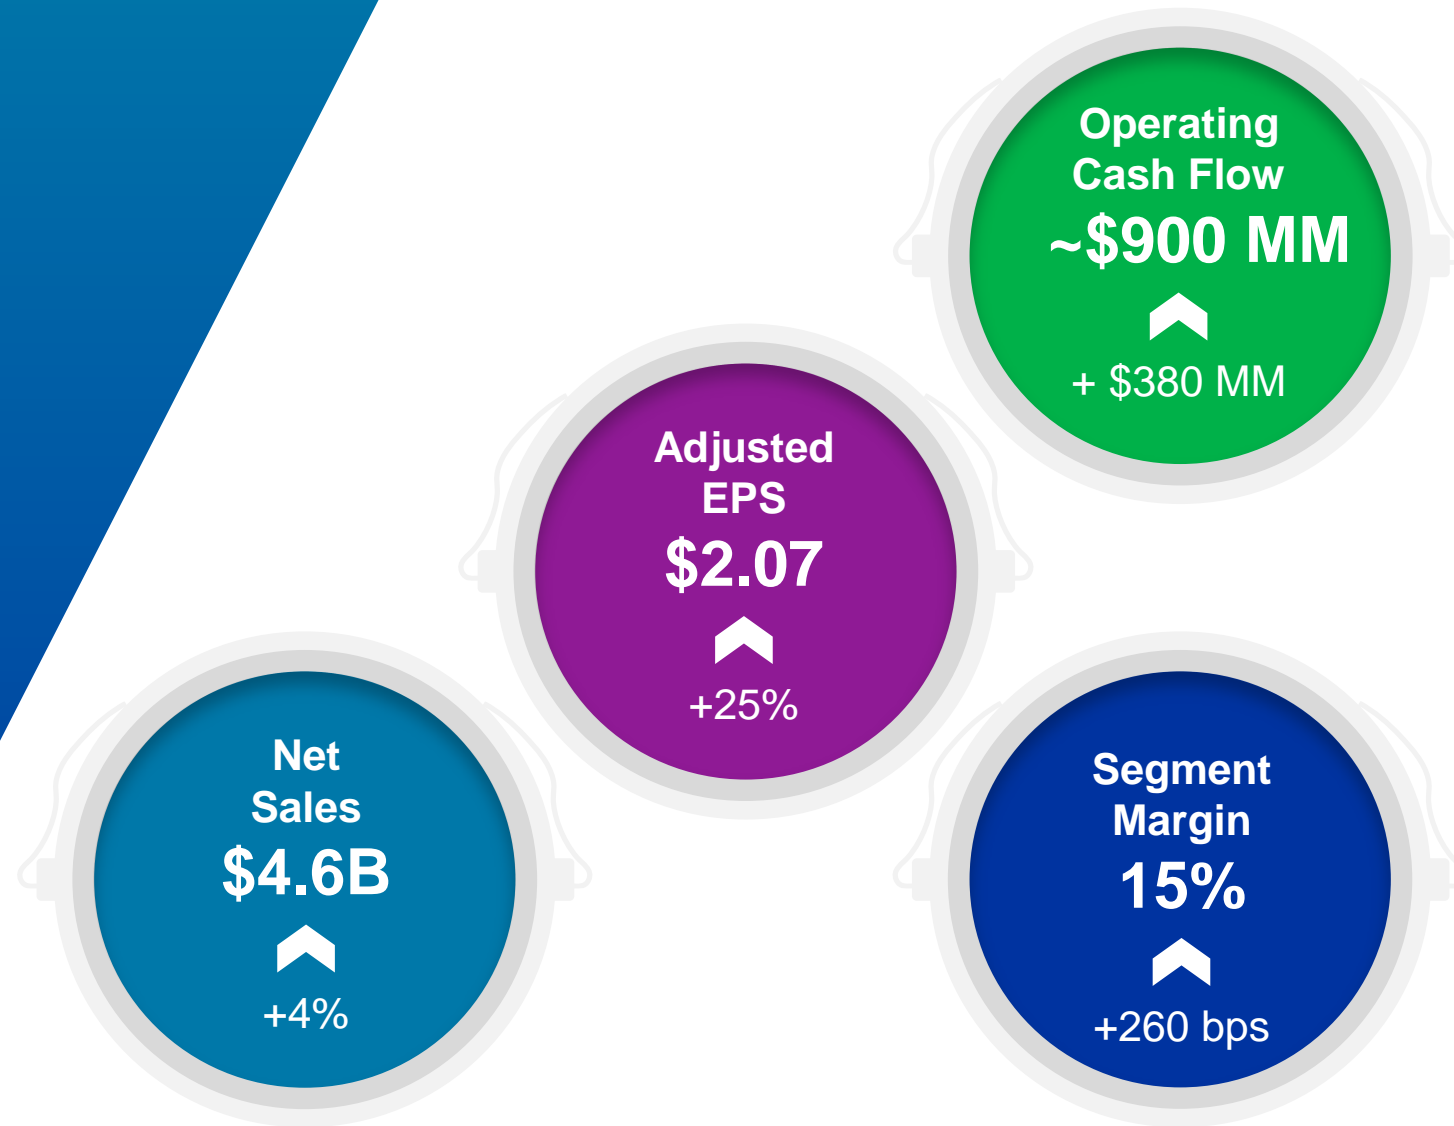 Operating
Cash Flow
~$900 MM
+ $380 MM
Adjusted
EPS
$2.07
+25%
Net
Sales
$4.6B
+4%
Segment
Margin
15%
+260 bps